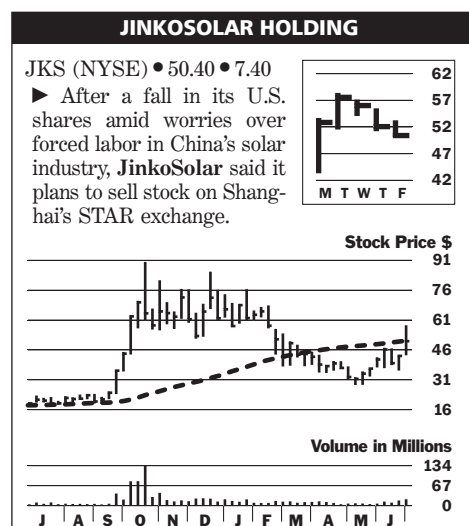 JINKOSOLAR HOLDING
JKS (NYSE) ● 50.40 ● 7.40
▶ After a fall in its U.S.
shares amid worries over
forced labor in China's solar
industry, JinkoSolar said it
plans to sell stock on Shang-
hai's STAR exchange.
62
57
52
47
42
M T W T F
Stock Price $
91
76
61
46
31
16
Volume in Millions
134
67
0
J A S O N D J F M A M J